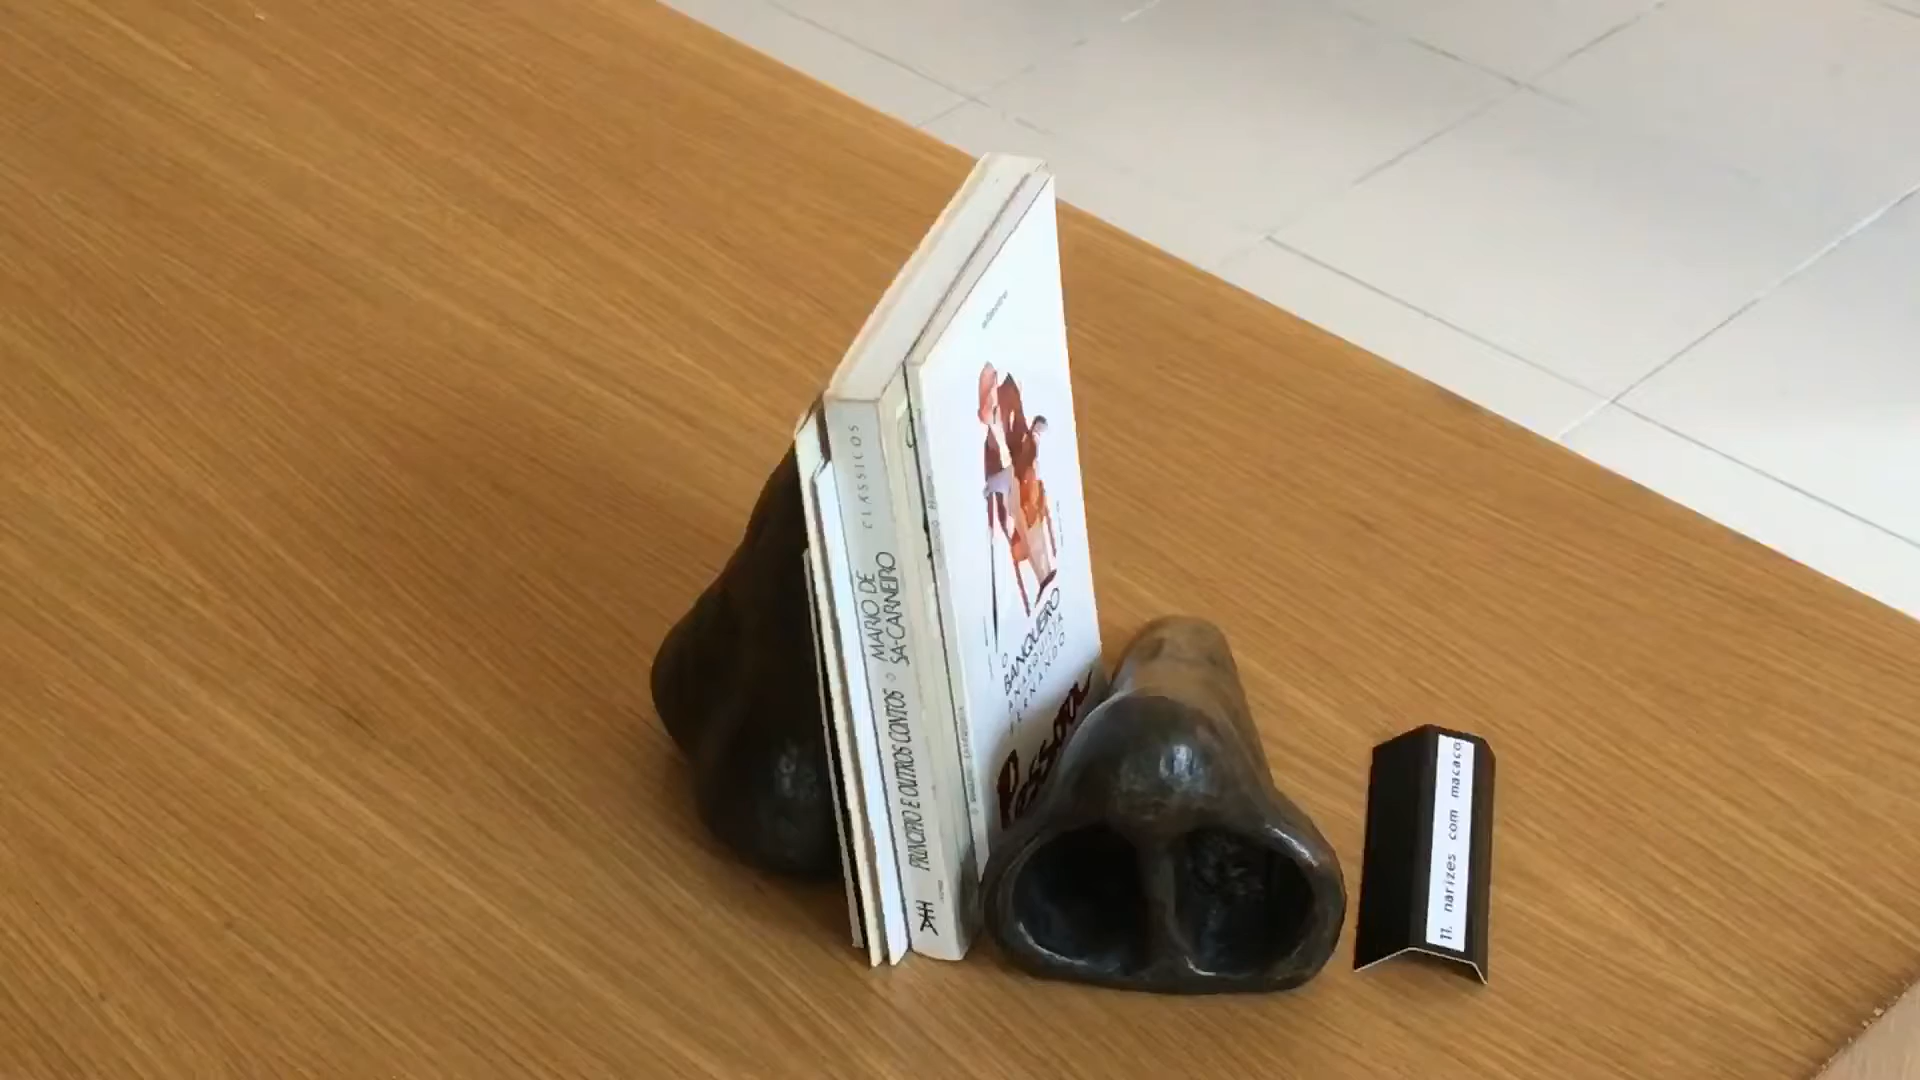 CLÁSSICOS
MÁRIO DE
SÁ-CARNEIRO
PRINCÍPIO E OUTROS CONTOS
O
BANQUEIRO
ANARQUISTA
FERNANDO
PESSOA
11. narizes com macaco